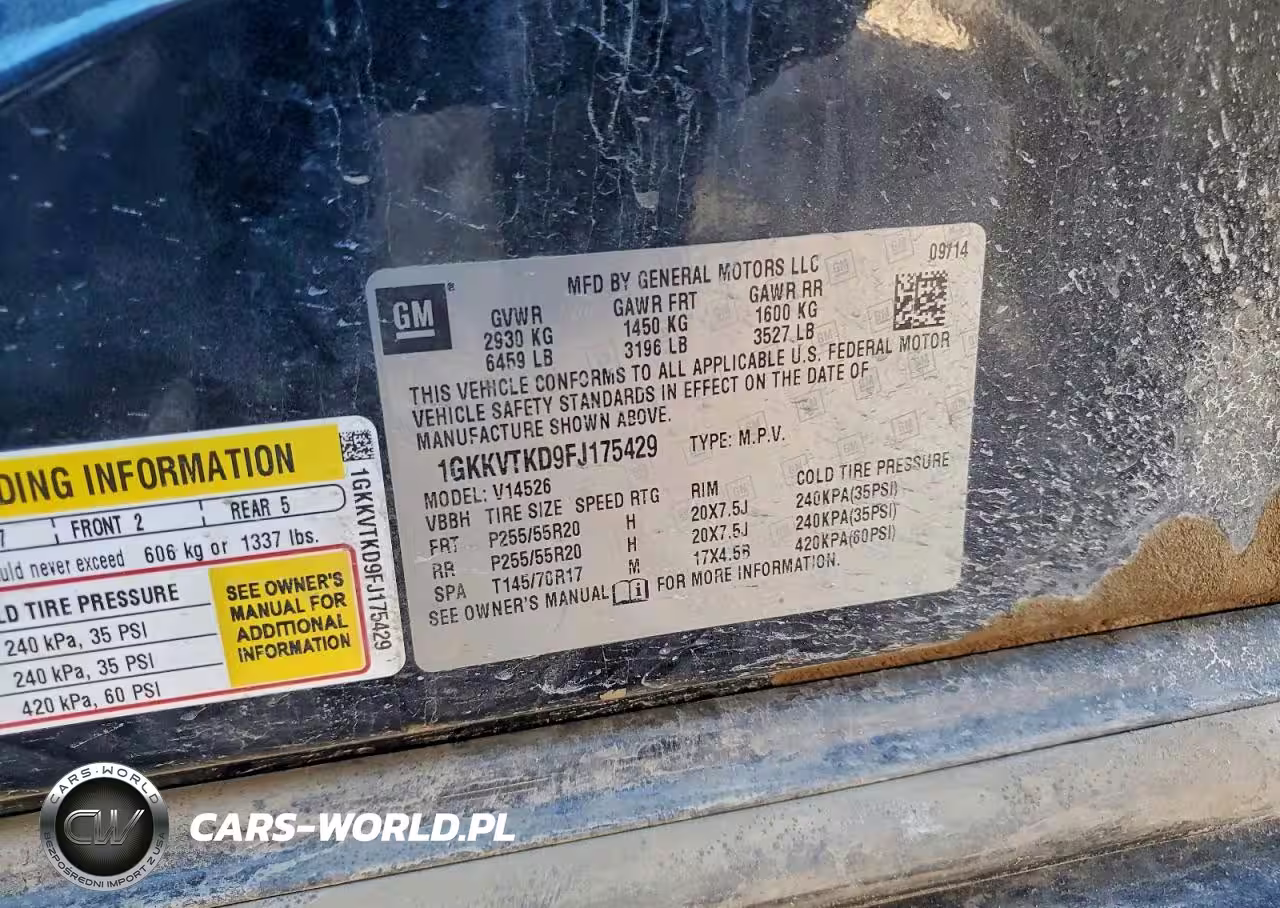 MFD BY GENERAL MOTORS LLC
09/14
GM
GVWR GAWR FRT GAWR RR
2930 KG 1450 KG 1600 KG
6459 LB 3196 LB 3527 LB
THIS VEHICLE CONFORMS TO ALL APPLICABLE U.S. FEDERAL MOTOR
VEHICLE SAFETY STANDARDS IN EFFECT ON THE DATE OF
MANUFACTURE SHOWN ABOVE.
1GKKVTKD9FJ175429 TYPE: M.P.V.
MODEL: V14526
VBBH TIRE SIZE SPEED RTG RIM COLD TIRE PRESSURE
FRT P255/55R20 H 20X7.5J 240KPA(35PSI)
RR P255/55R20 H 20X7.5J 240KPA(35PSI)
SPA T145/70R17 M 17X4.5B 420KPA(60PSI)
SEE OWNER'S MANUAL FOR MORE INFORMATION.
DING INFORMATION
FRONT 2 REAR 5
uld never exceed 606 kg or 1337 lbs.
D TIRE PRESSURE
240 kPa, 35 PSI
240 kPa, 35 PSI
420 kPa, 60 PSI
SEE OWNER'S
MANUAL FOR
ADDITIONAL
INFORMATION
1GKKVTKD9FJ175429
CARS-WORLD
CW
BEZPOŚREDNI IMPORT Z USA
CARS-WORLD.PL